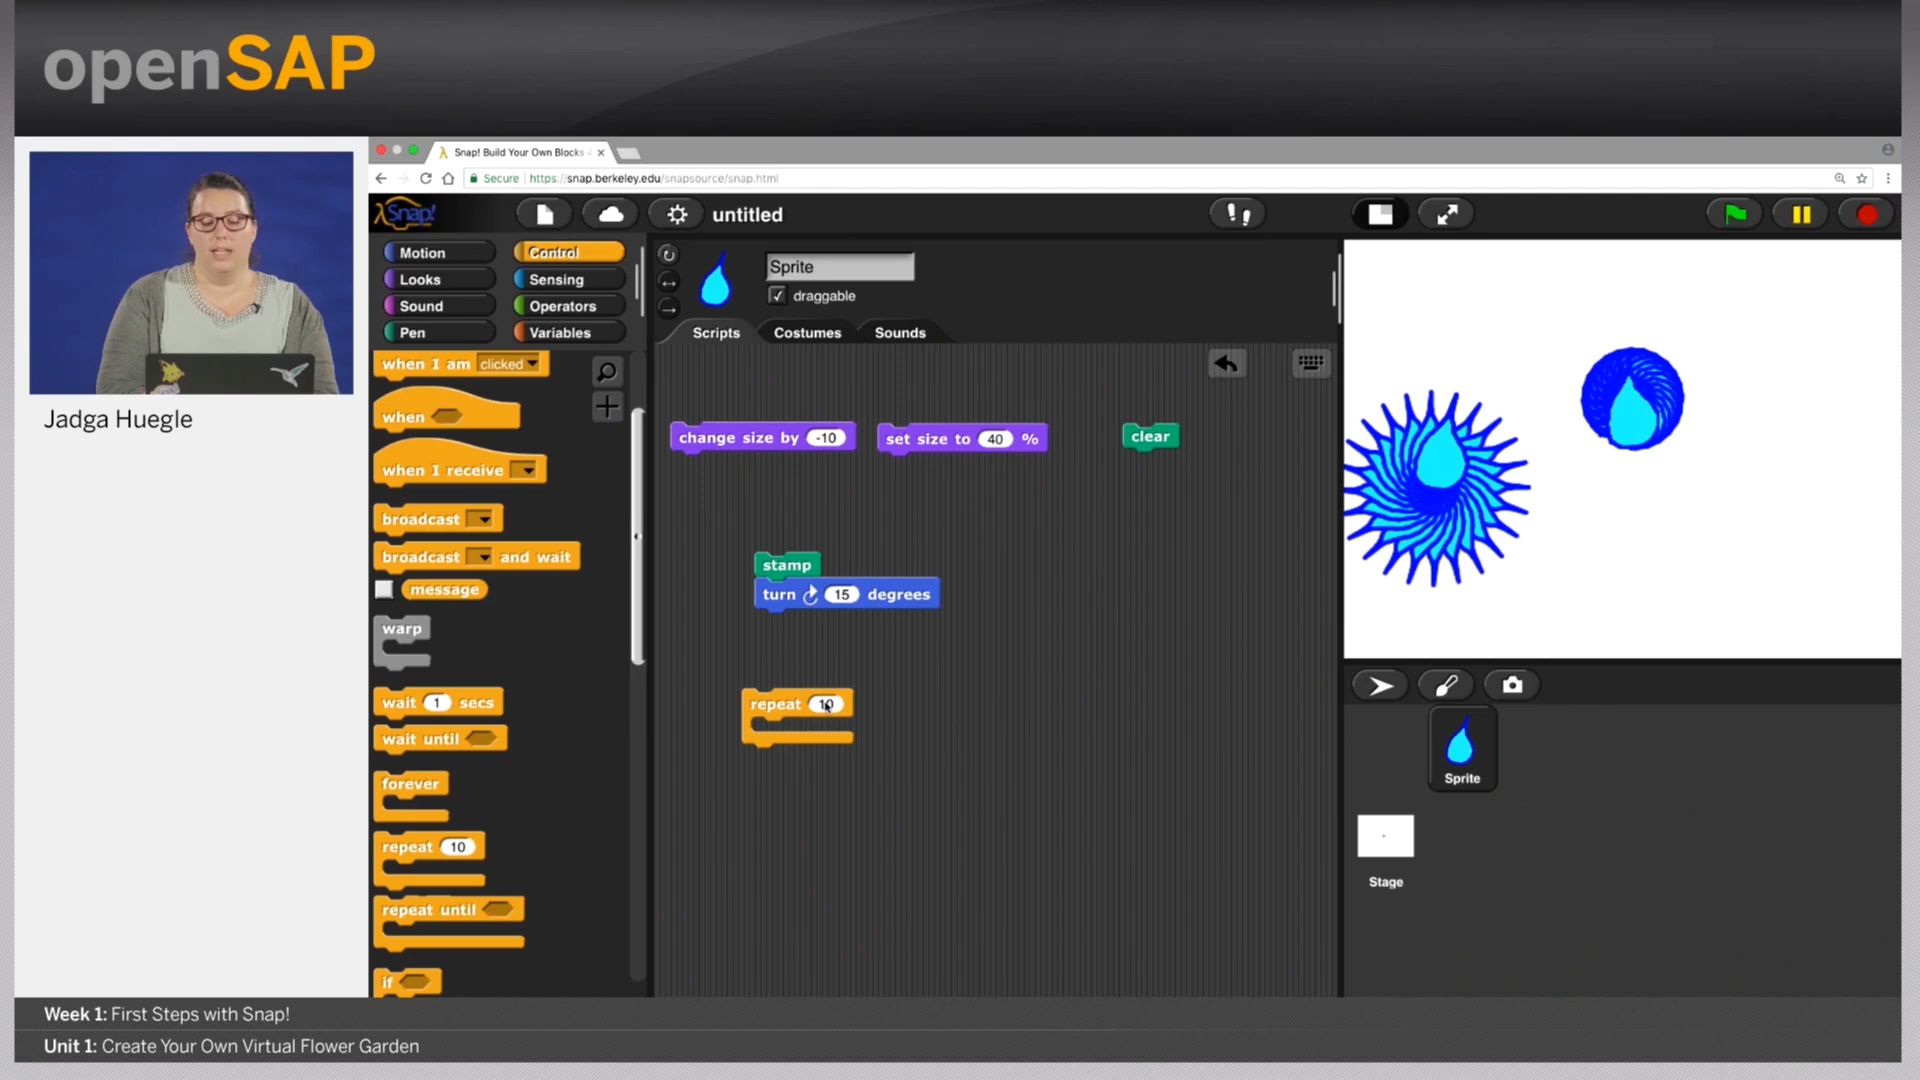 openSAP
Snap! Build Your Own Blocks
Secure https://snap.berkeley.edu/snapsource/snap.html
Snap!
untitled
Motion Control
Looks Sensing
Sound Operators
Pen Variables
Sprite
draggable
Scripts Costumes Sounds
when I am clicked
when
when I receive
broadcast
broadcast and wait
message
warp
wait 1 secs
wait until
forever
repeat 10
repeat until
if
change size by -10
set size to 40 %
clear
stamp
turn 15 degrees
repeat 10
Sprite
Stage
Jadga Huegle
Week 1: First Steps with Snap!
Unit 1: Create Your Own Virtual Flower Garden